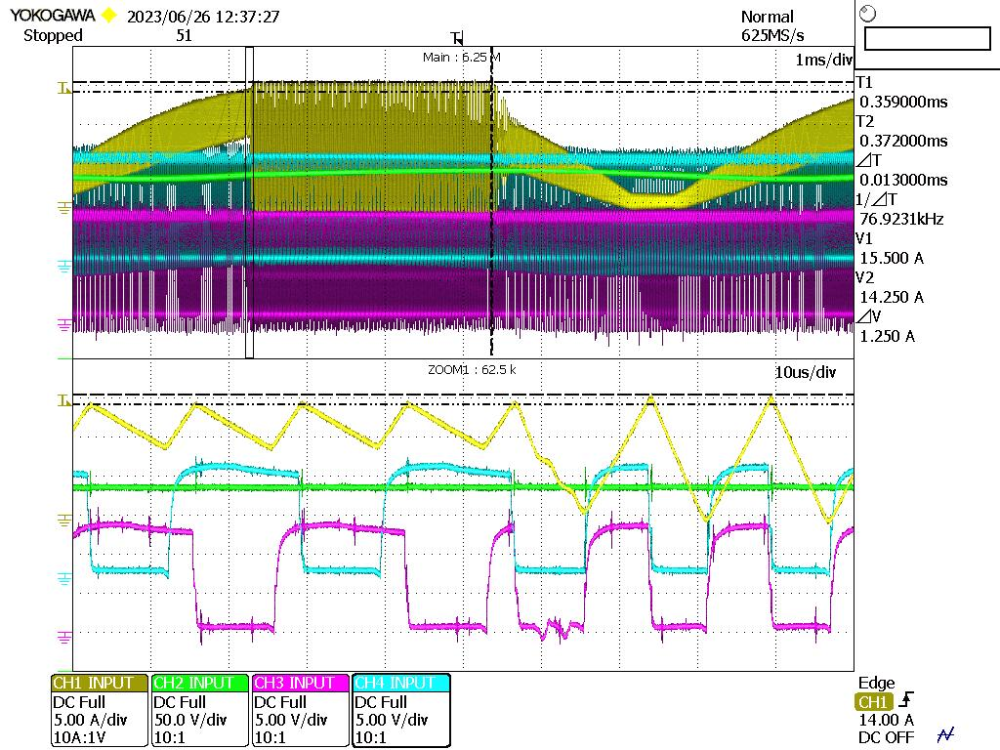 YOKOGAWA 2023/06/26 12:37:27
Normal
Stopped 51 T 625MS/s
Main : 6.25 M
1ms/div
T1
0.359000ms
T2
0.372000ms
⊿T
0.013000ms
1/⊿T
76.9231kHz
V1
15.500 A
V2
14.250 A
⊿V
1.250 A
ZOOM1 : 62.5 k
10us/div
CH1 INPUT CH2 INPUT CH3 INPUT CH4 INPUT
DC Full DC Full DC Full DC Full
5.00 A/div 50.0 V/div 5.00 V/div 5.00 V/div
10A:1V 10:1 10:1 10:1
Edge
CH1
14.00 A
DC OFF